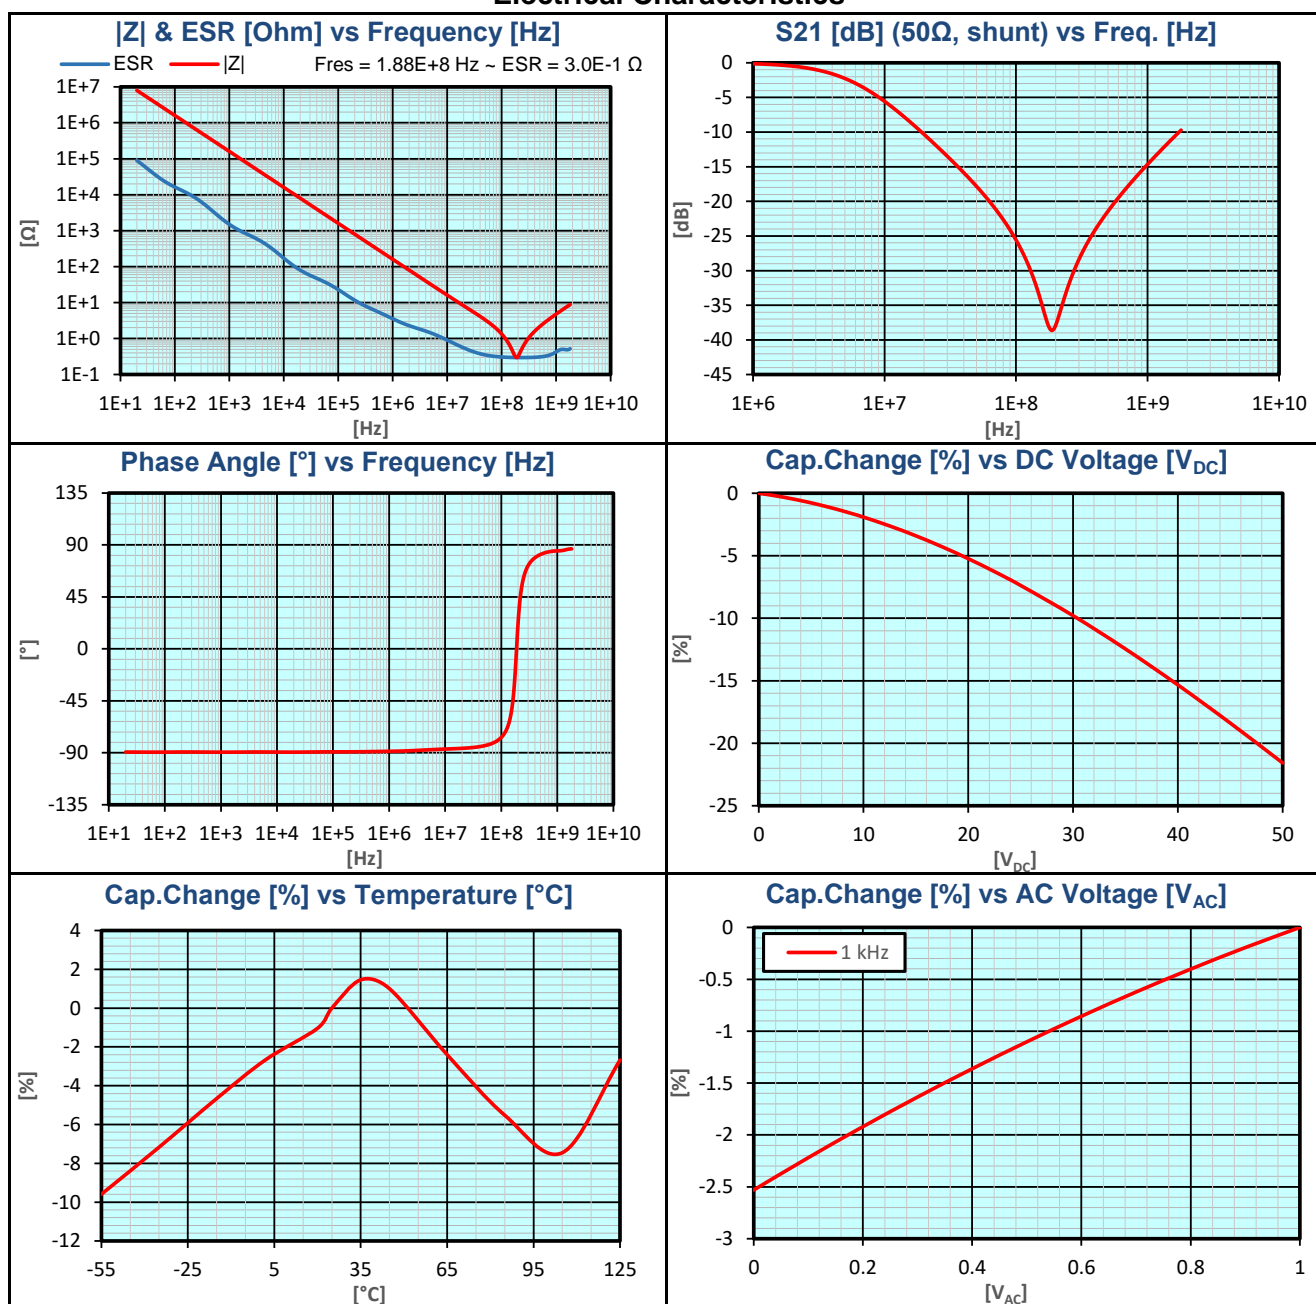 Electrical Characteristics
|Z| & ESR [Ohm] vs Frequency [Hz]
ESR |Z| Fres = 1.88E+8 Hz ~ ESR = 3.0E-1 Ω
1E+7
1E+6
1E+5
1E+4
1E+3
1E+2
1E+1
1E+0
1E-1
[Ω]
1E+1 1E+2 1E+3 1E+4 1E+5 1E+6 1E+7 1E+8 1E+9 1E+10
[Hz]
S21 [dB] (50Ω, shunt) vs Freq. [Hz]
0
-5
-10
-15
-20
-25
-30
-35
-40
-45
[dB]
1E+6 1E+7 1E+8 1E+9 1E+10
[Hz]
Phase Angle [°] vs Frequency [Hz]
135
90
45
0
-45
-90
-135
[°]
1E+1 1E+2 1E+3 1E+4 1E+5 1E+6 1E+7 1E+8 1E+9 1E+10
[Hz]
Cap.Change [%] vs DC Voltage [VDC]
0
-5
-10
-15
-20
-25
[%]
0 10 20 30 40 50
[VDC]
Cap.Change [%] vs Temperature [°C]
4
2
0
-2
-4
-6
-8
-10
-12
[%]
-55 -25 5 35 65 95 125
[°C]
Cap.Change [%] vs AC Voltage [VAC]
1 kHz
0
-0.5
-1
-1.5
-2
-2.5
-3
[%]
0 0.2 0.4 0.6 0.8 1
[VAC]